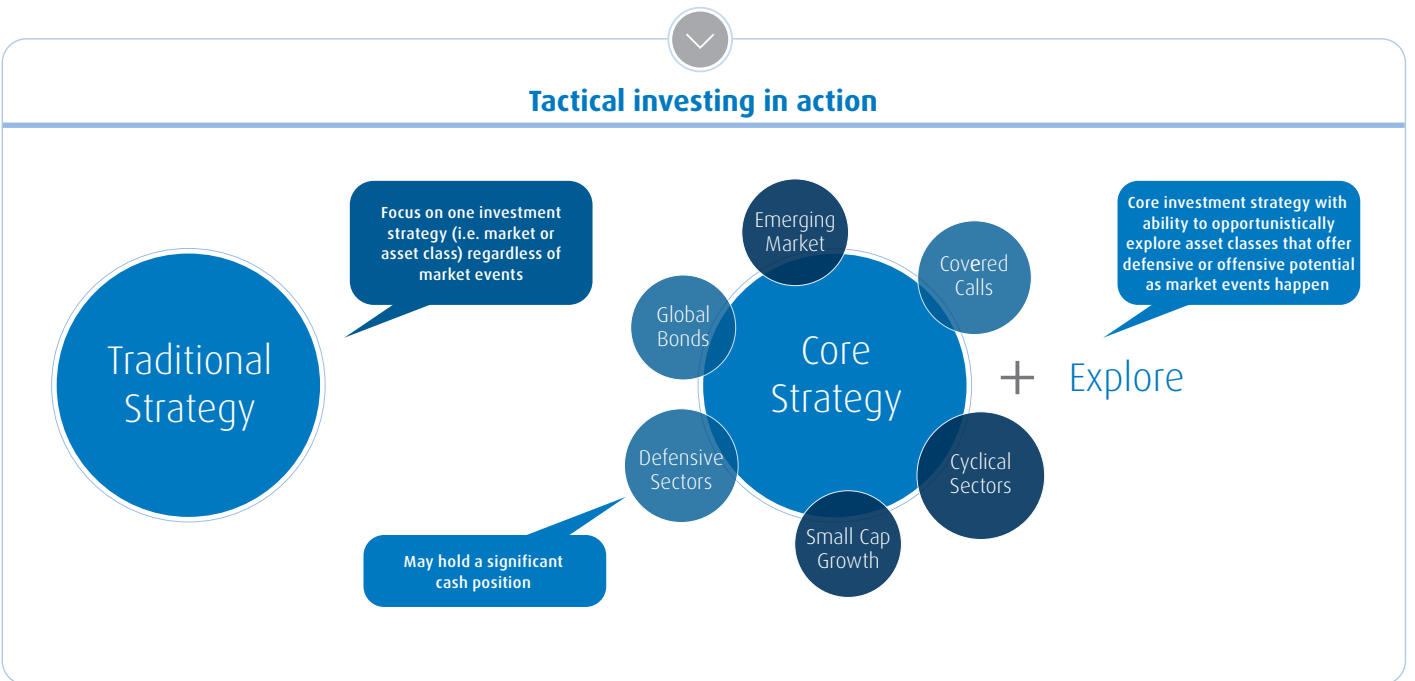 Tactical investing in action
Traditional
Strategy
Focus on one investment
strategy (i.e. market or
asset class) regardless of
market events
Emerging
Market
Covered
Calls
Global
Bonds
Core
Strategy
Defensive
Sectors
Cyclical
Sectors
Small Cap
Growth
May hold a significant
cash position
+ Explore
Core investment strategy with
ability to opportunistically
explore asset classes that offer
defensive or offensive potential
as market events happen